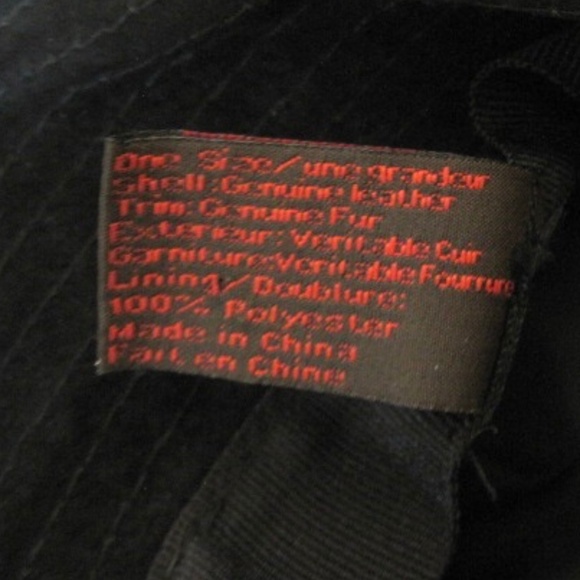 One Size/une grandeur
Shell:Genuine leather
Trim:Genuine Fur
Exterieur:Veritable Cuir
Garniture:Veritable Fourrure
Lining/Doublure:
100% Polyester
Made in China
Fait en Chine